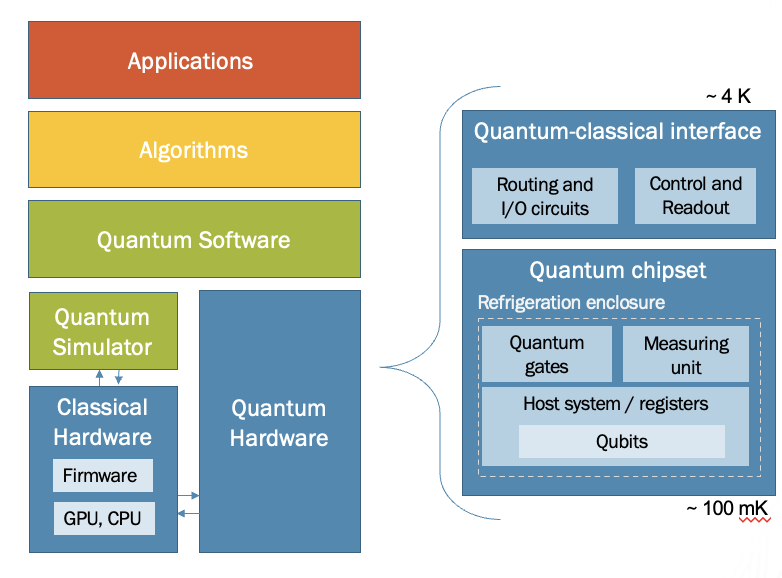 Applications
Algorithms
Quantum Software
Quantum
Simulator
Classical
Hardware
Firmware
GPU, CPU
Quantum
Hardware
~ 4 K
Quantum-classical interface
Routing and
I/O circuits
Control and
Readout
Quantum chipset
Refrigeration enclosure
Quantum
gates
Measuring
unit
Host system / registers
Qubits
~ 100 mK